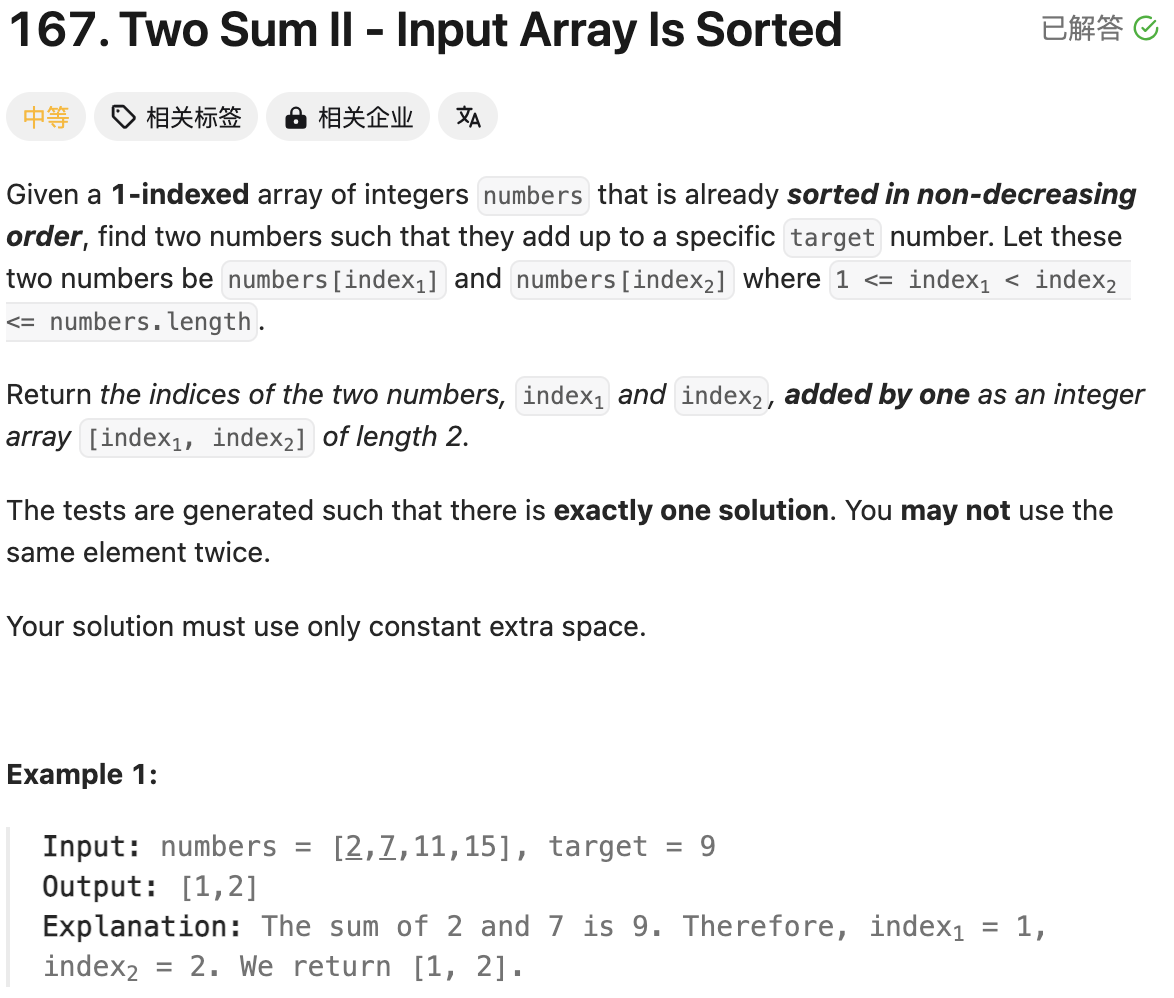 167. Two Sum II - Input Array Is Sorted
已解答
中等 相关标签 相关企业 文A
Given a 1-indexed array of integers numbers that is already sorted in non-decreasing
order, find two numbers such that they add up to a specific target number. Let these
two numbers be numbers[index₁] and numbers[index₂] where 1 <= index₁ < index₂
<= numbers.length.
Return the indices of the two numbers, index₁ and index₂, added by one as an integer
array [index₁, index₂] of length 2.
The tests are generated such that there is exactly one solution. You may not use the
same element twice.
Your solution must use only constant extra space.
Example 1:
Input: numbers = [2,7,11,15], target = 9
Output: [1,2]
Explanation: The sum of 2 and 7 is 9. Therefore, index₁ = 1,
index₂ = 2. We return [1, 2].